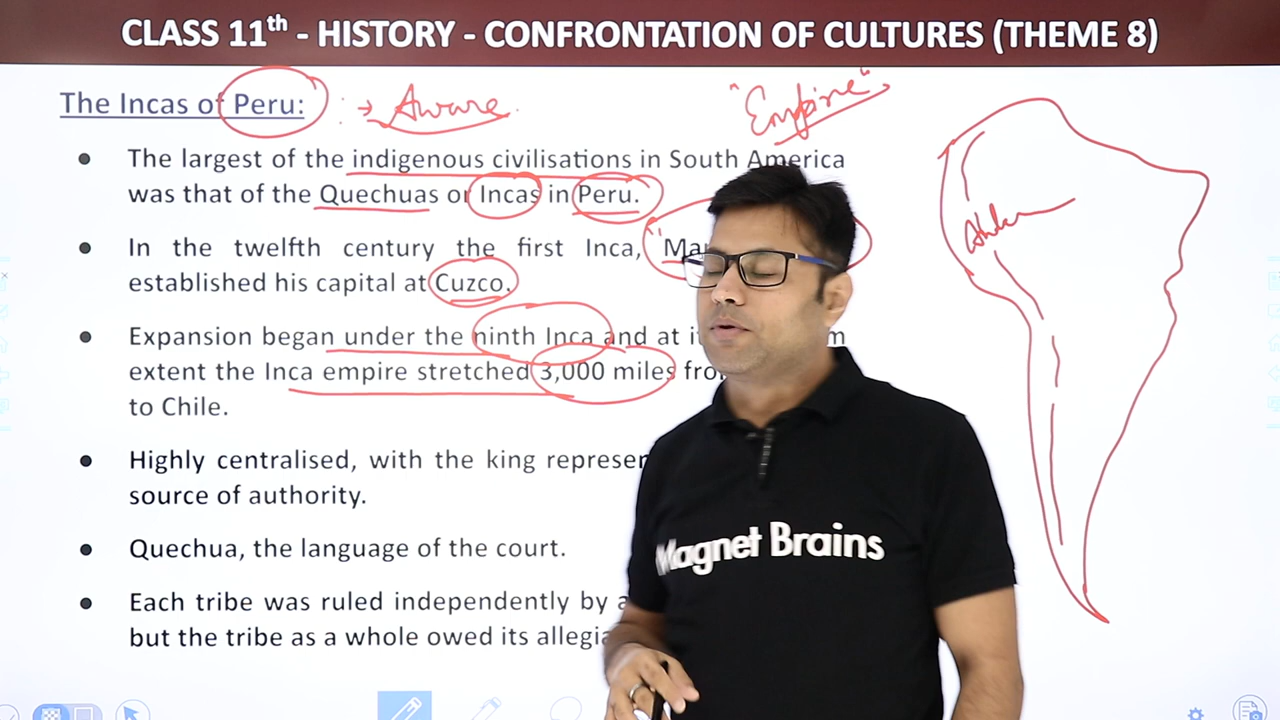 CLASS 11th - HISTORY - CONFRONTATION OF CULTURES (THEME 8)
The Incas of Peru: : → Aware "Empire"
The largest of the indigenous civilisations in South America
was that of the Quechuas or Incas in Peru.
In the twelfth century the first Inca,
established his capital at Cuzco.
Expansion began under the ninth Inca and at
extent the Inca empire stretched 3,000 miles
to Chile.
Highly centralised, with the king
source of authority.
Quechua, the language of the court.
Each tribe was ruled independently by
but the tribe as a whole owed its
Magnet Brains